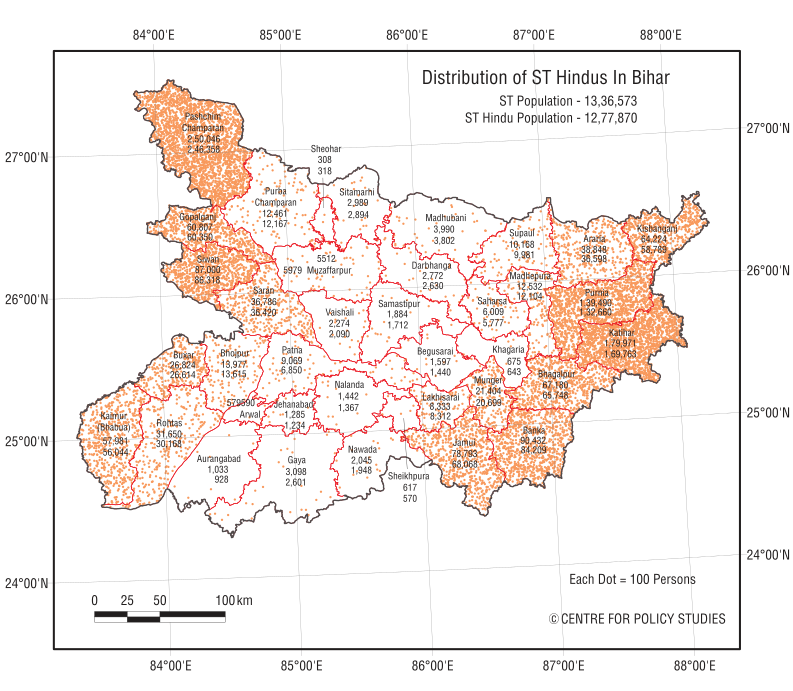 84°00'E 85°00'E 86°00'E 87°00'E 88°00'E
Distribution of ST Hindus In Bihar
ST Population - 13,36,573
ST Hindu Population - 12,77,870
27°00'N
27°00'N
26°00'N
26°00'N
25°00'N
25°00'N
24°00'N
24°00'N
Pashchim
Champaran
2,50,046
2,46,358
Sheohar
308
318
Purba
Champaran
12,461
12,167
Sitamarhi
2,989
2,894
Madhubani
3,990
3,802
Supaul
10,168
9,981
Araria
38,848
36,598
Kishanganj
64,224
58,789
Gopalganj
60,807
60,350
Siwan
87,000
86,318
Saran
36,786
36,420
5512
5979 Muzaffarpur
Darbhanga
2,772
2,630
Madhepura
12,532
12,104
Purnia
1,39,490
1,32,660
Vaishali
2,274
2,090
Samastipur
1,884
1,712
Saharsa
6,009
5,777
Katihar
1,79,971
1,69,763
Buxar
26,824
26,614
Bhojpur
13,977
13,615
Patna
9,069
6,850
Begusarai
1,597
1,440
Khagaria
675
643
Bhagalpur
67,180
65,748
Munger
21,404
20,699
Nalanda
1,442
1,367
Lakhisarai
8,312
Kaimur
(Bhabua)
57,981
56,044
Rohtas
31,650
30,168
Arwal
Jehanabad
1,285
1,234
Jamui
78,793
68,068
Banka
90,432
84,209
Aurangabad
1,033
928
Gaya
3,098
2,601
Nawada
2,045
1,948
Sheikhpura
617
570
Each Dot = 100 Persons
0 25 50 100 km
© CENTRE FOR POLICY STUDIES
84°00'E 85°00'E 86°00'E 87°00'E 88°00'E